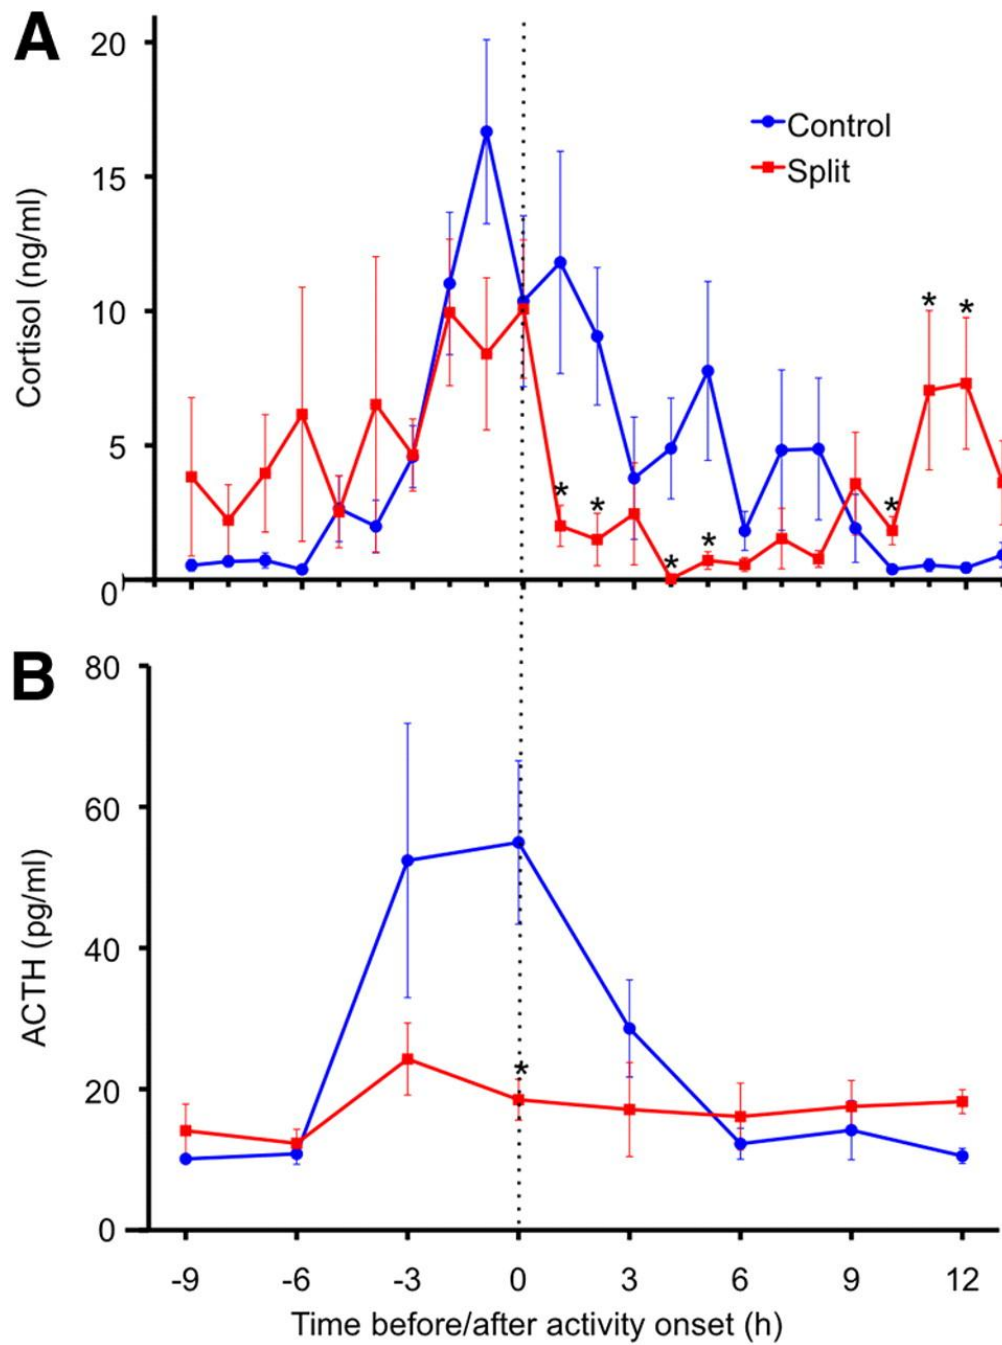 A
20
15
10
5
0
Cortisol (ng/ml)
Control
Split
* * * * * * *
*
B
80
60
40
20
0
ACTH (pg/ml)
*
-9 -6 -3 0 3 6 9 12
Time before/after activity onset (h)